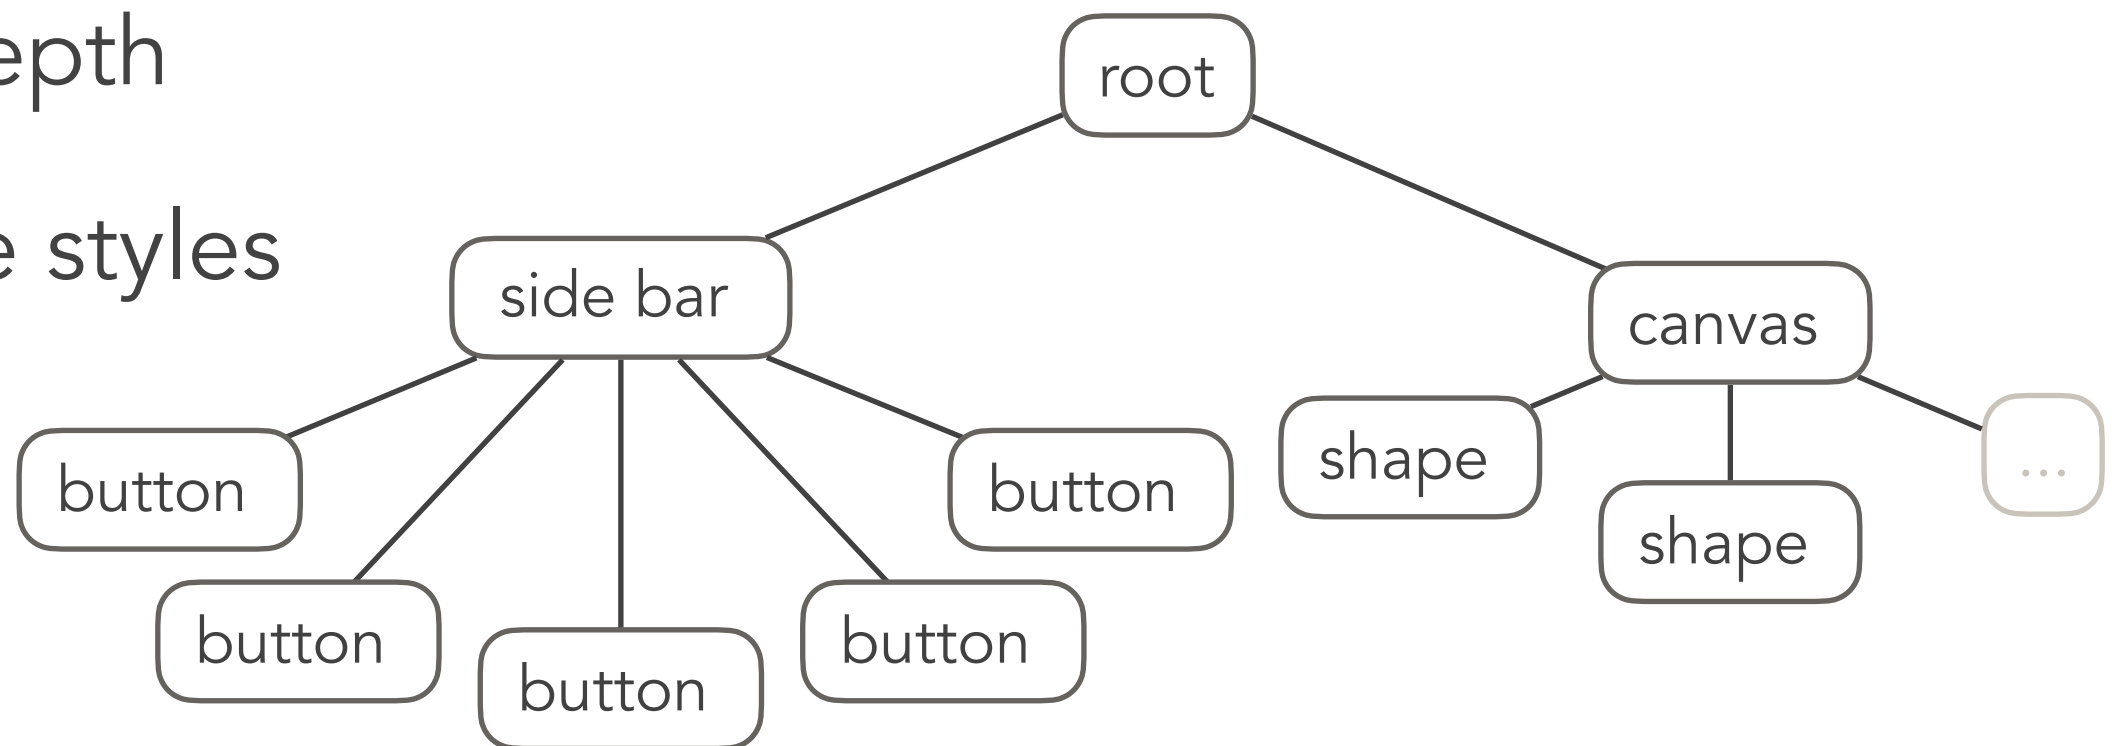 epth
e styles
root
side bar
canvas
button
button
button
button
button
shape
shape
...